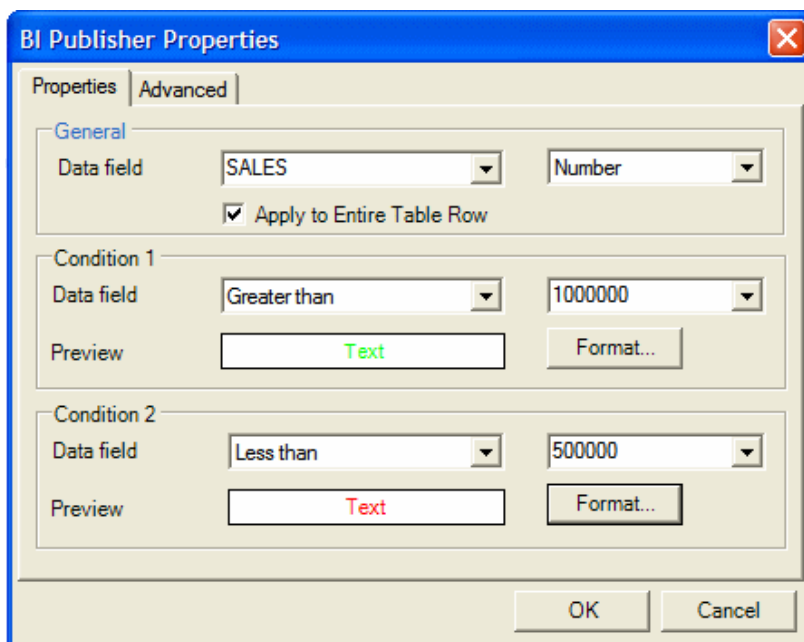 BI Publisher Properties
Properties Advanced
General
Data field SALES Number
Apply to Entire Table Row
Condition 1
Data field Greater than 1000000
Preview Text Format...
Condition 2
Data field Less than 500000
Preview Text Format...
OK Cancel